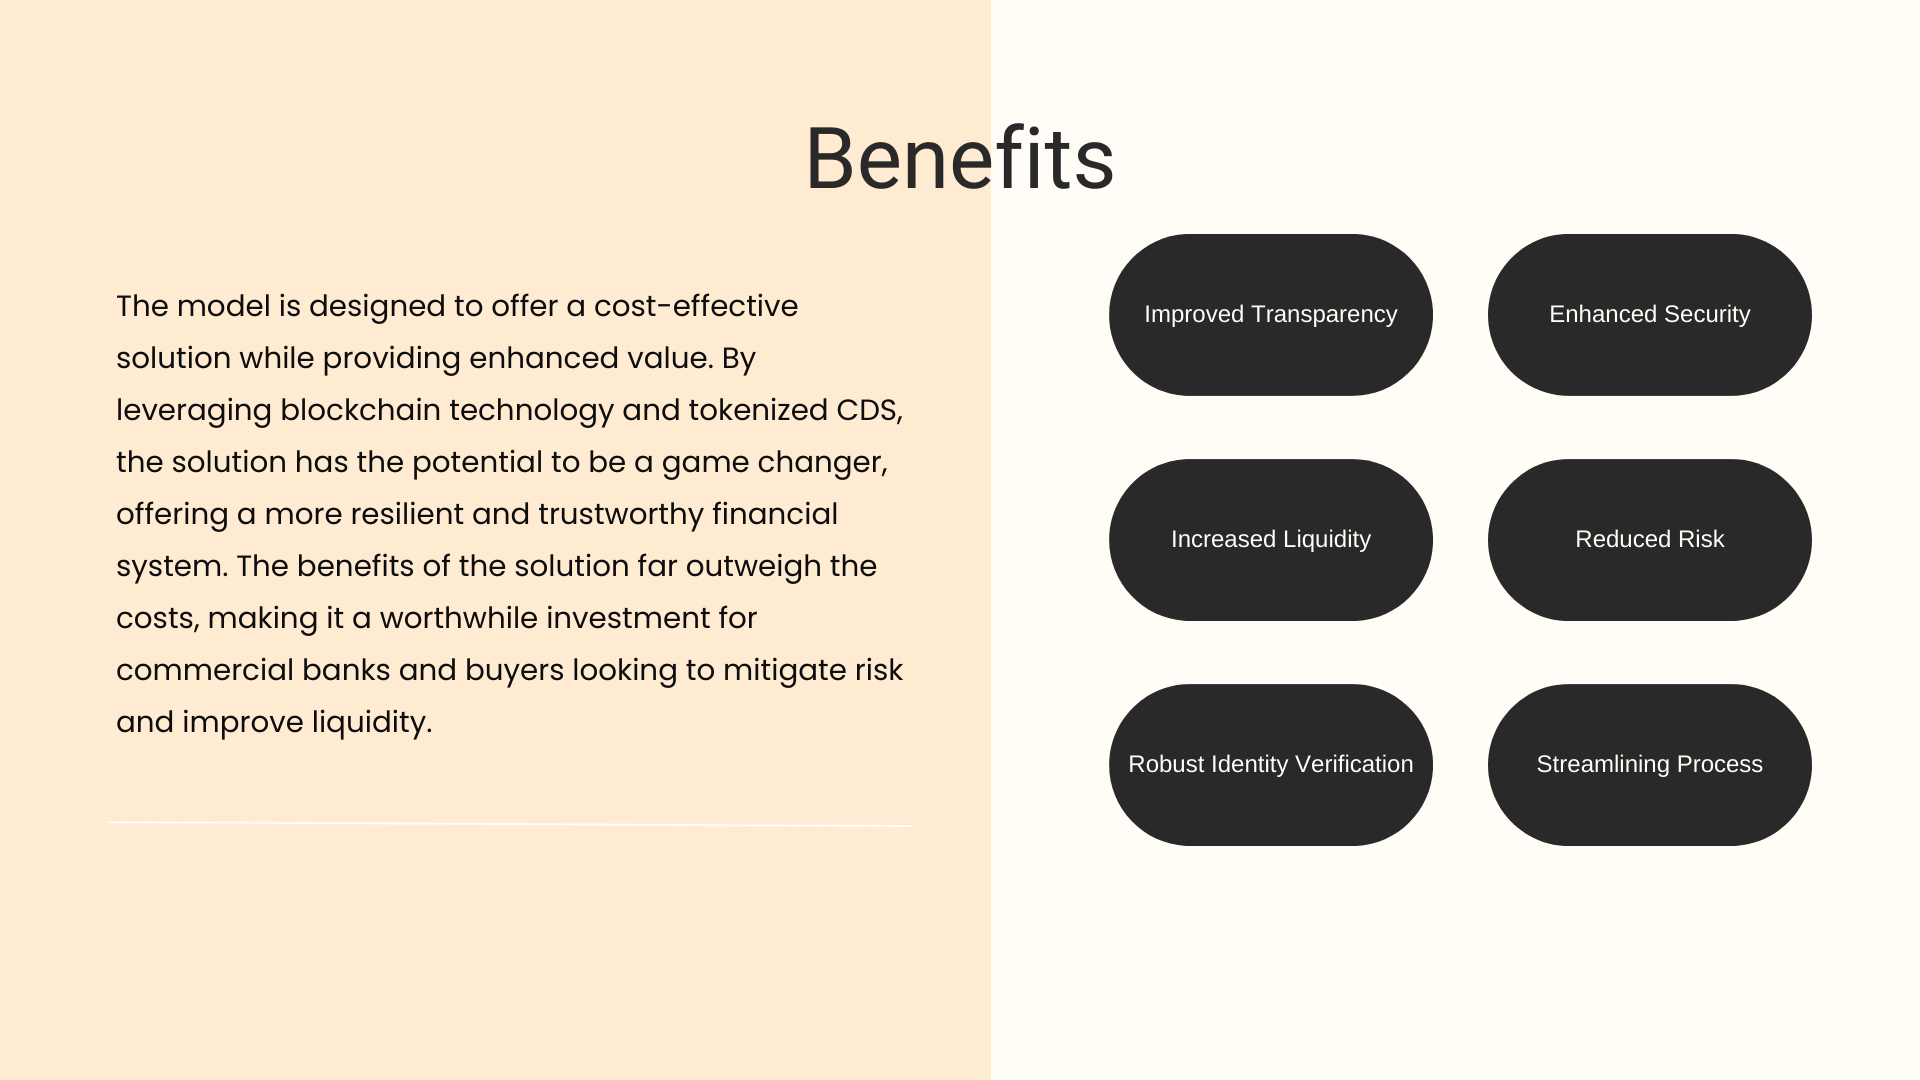 Benefits
The model is designed to offer a cost-effective
solution while providing enhanced value. By
leveraging blockchain technology and tokenized CDS,
the solution has the potential to be a game changer,
offering a more resilient and trustworthy financial
system. The benefits of the solution far outweigh the
costs, making it a worthwhile investment for
commercial banks and buyers looking to mitigate risk
and improve liquidity.
Improved Transparency
Enhanced Security
Increased Liquidity
Reduced Risk
Robust Identity Verification
Streamlining Process